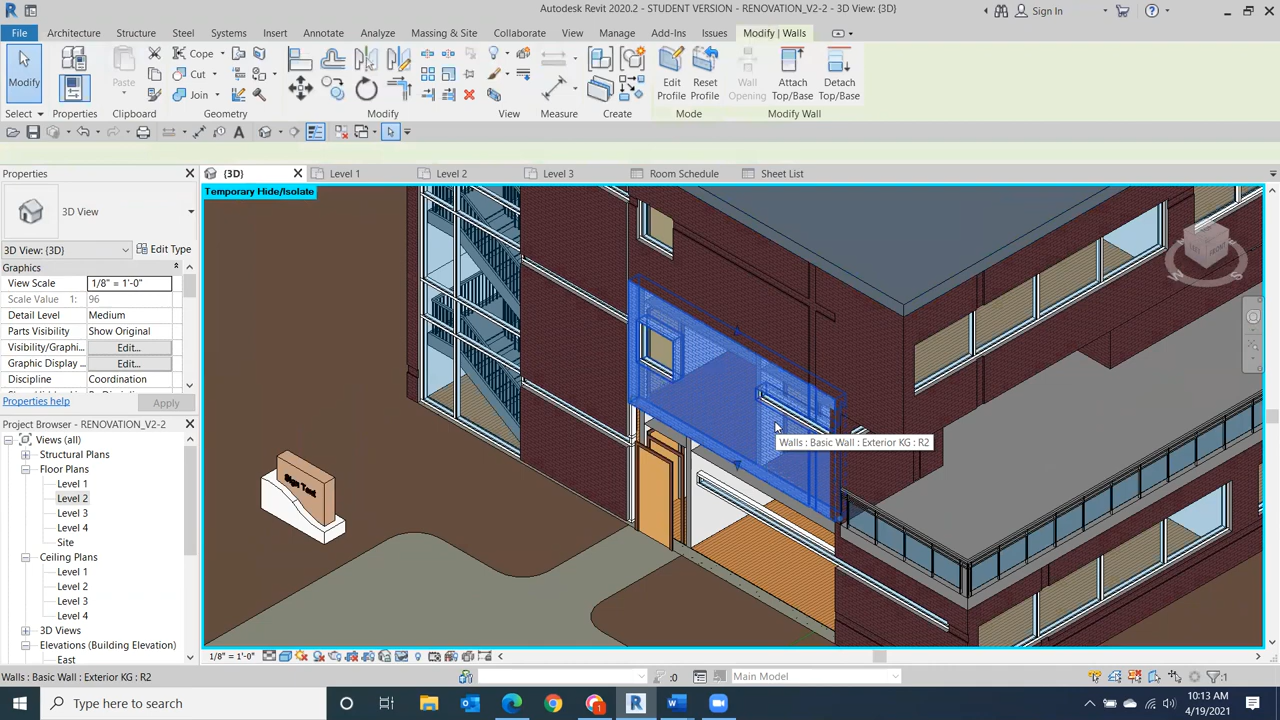 Autodesk Revit 2020.2 - STUDENT VERSION - RENOVATION_V2-2 - 3D View: {3D}
Sign In
File Architecture Structure Steel Systems Insert Annotate Analyze Massing & Site Collaborate View Manage Add-Ins Issues Modify | Walls
Modify
Paste
Cope
Cut
Join
Edit Profile
Reset Profile
Wall Opening
Attach Top/Base
Detach Top/Base
Select Properties Clipboard Geometry Modify View Measure Create Mode Modify Wall
Properties
{3D} Level 1 Level 2 Level 3 Room Schedule Sheet List
Temporary Hide/Isolate
3D View
3D View: {3D}
Edit Type
Graphics
View Scale 1/8" = 1'-0"
Scale Value 1: 96
Detail Level Medium
Parts Visibility Show Original
Visibility/Graphi... Edit...
Graphic Display ... Edit...
Discipline Coordination
Properties help Apply
Project Browser - RENOVATION_V2-2
Views (all)
Structural Plans
Floor Plans
Level 1
Level 2
Level 3
Level 4
Site
Ceiling Plans
Level 1
Level 2
Level 3
Level 4
3D Views
Elevations (Building Elevation)
East
Sign Text
Walls : Basic Wall : Exterior KG : R2
W
S
1/8" = 1'-0"
Walls : Basic Wall : Exterior KG : R2
:0
Main Model
:1
Type here to search
10:13 AM
4/19/2021